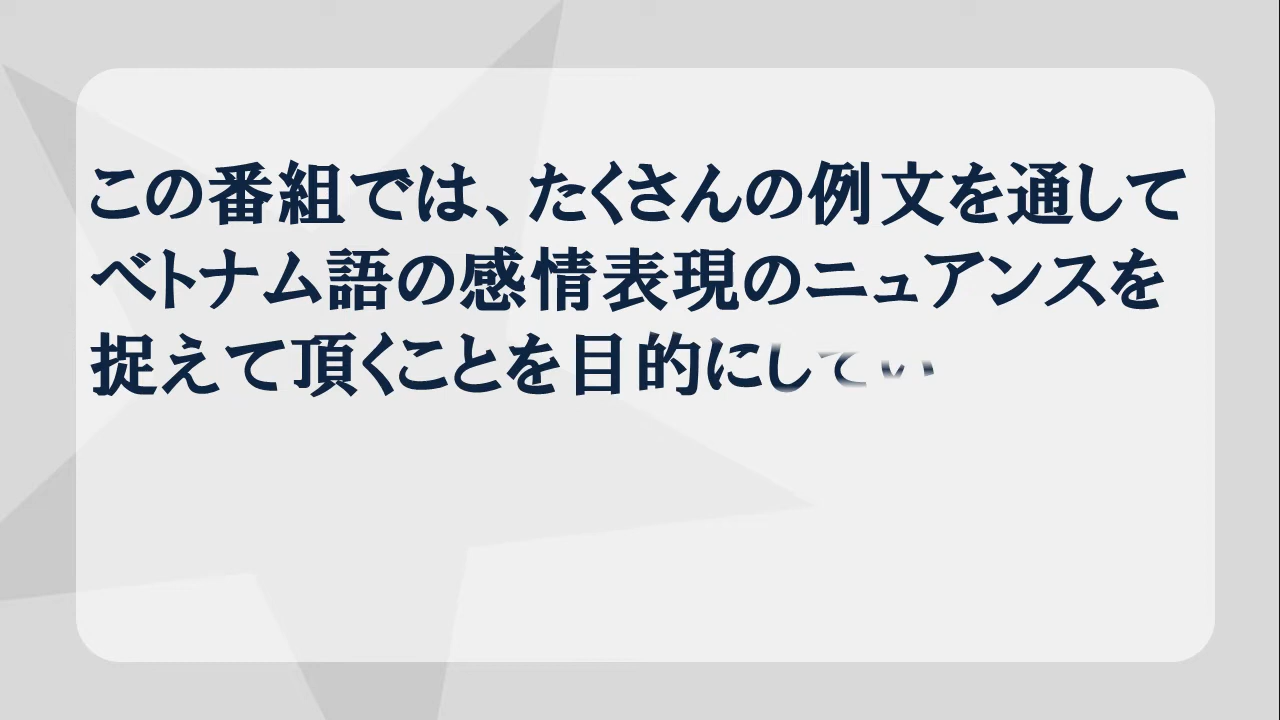 この番組では、たくさんの例文を通して
ベトナム語の感情表現のニュアンスを
捉えて頂くことを目的にしてい